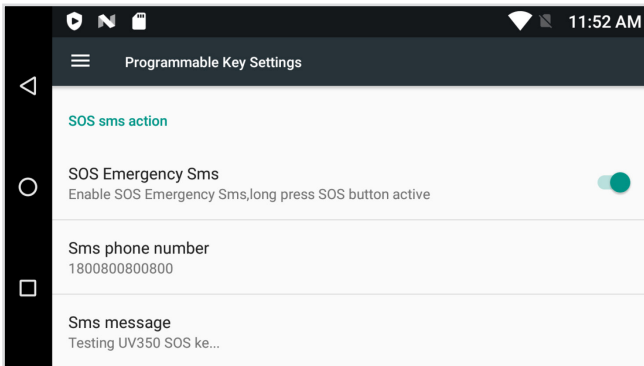 11:52 AM
Programmable Key Settings
SOS sms action
SOS Emergency Sms
Enable SOS Emergency Sms,long press SOS button active
Sms phone number
1800800800800
Sms message
Testing UV350 SOS ke...